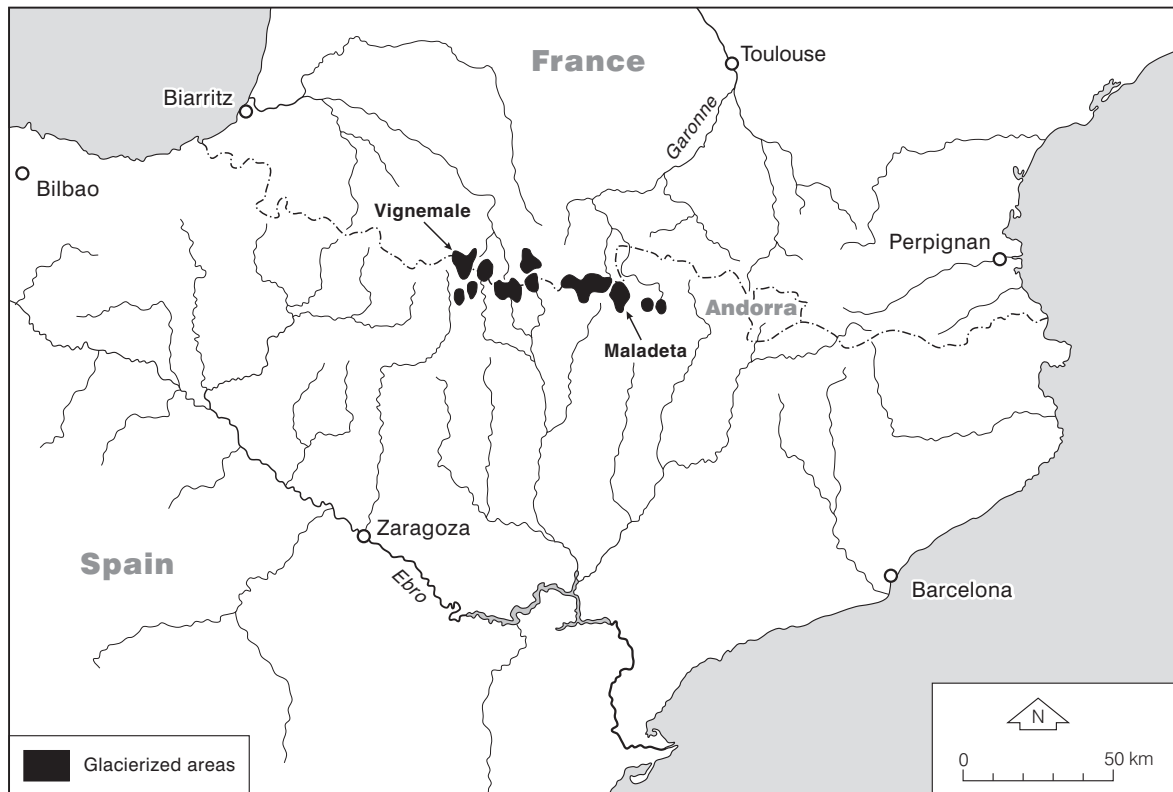 France
Toulouse
Biarritz
Garonne
Bilbao
Vignemale
Perpignan
Andorra
Maladeta
Zaragoza
Spain
Ebro
Barcelona
N
Glacierized areas
0 50 km